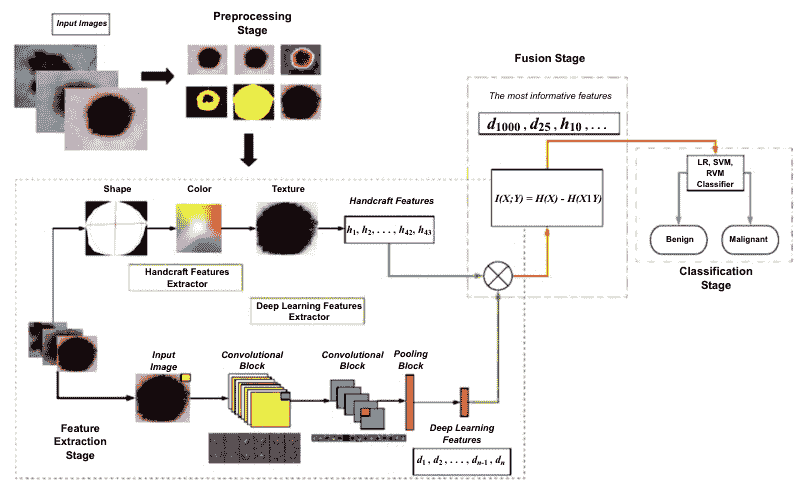 Input Images
Preprocessing
Stage
Fusion Stage
The most informative features
d1000 , d25 , h10 , . . .
I(X;Y) = H(X) - H(X\Y)
LR, SVM,
RVM
Classifier
Benign
Malignant
Classification
Stage
Shape
Color
Texture
Handcraft Features
h1, h2, . . . , h42, h43
Handcraft Features
Extractor
Deep Learning Features
Extractor
Input
Image
Convolutional
Block
Convolutional
Block
Pooling
Block
Feature
Extraction
Stage
Deep Learning
Features
d1 , d2 , . . . , dn-1 , dn